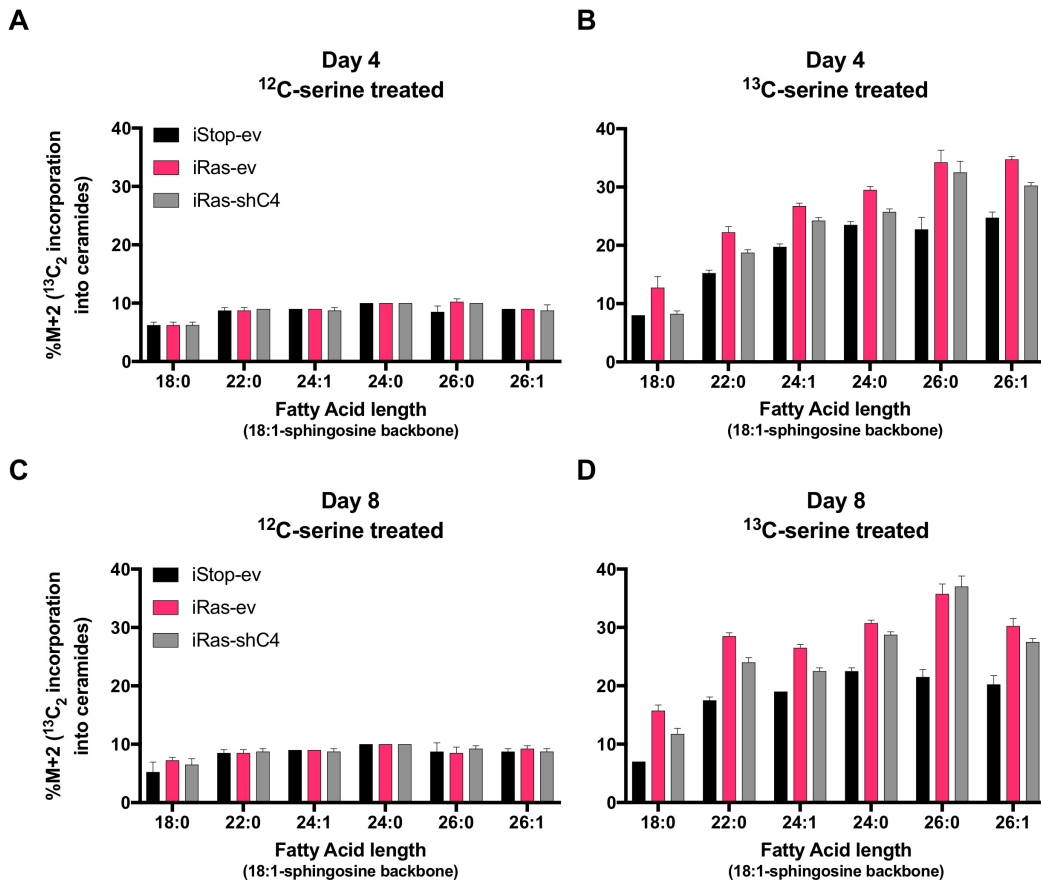 A
Day 4
¹²C-serine treated
%M+2 (¹³C₂ incorporation
into ceramides)
40
30
20
10
0
iStop-ev
iRas-ev
iRas-shC4
18:0 22:0 24:1 24:0 26:0 26:1
Fatty Acid length
(18:1-sphingosine backbone)
B
Day 4
¹³C-serine treated
40
30
20
10
0
18:0 22:0 24:1 24:0 26:0 26:1
Fatty Acid length
(18:1-sphingosine backbone)
C
Day 8
¹²C-serine treated
%M+2 (¹³C₂ incorporation
into ceramides)
40
30
20
10
0
iStop-ev
iRas-ev
iRas-shC4
18:0 22:0 24:1 24:0 26:0 26:1
Fatty Acid length
(18:1-sphingosine backbone)
D
Day 8
¹³C-serine treated
40
30
20
10
0
18:0 22:0 24:1 24:0 26:0 26:1
Fatty Acid length
(18:1-sphingosine backbone)